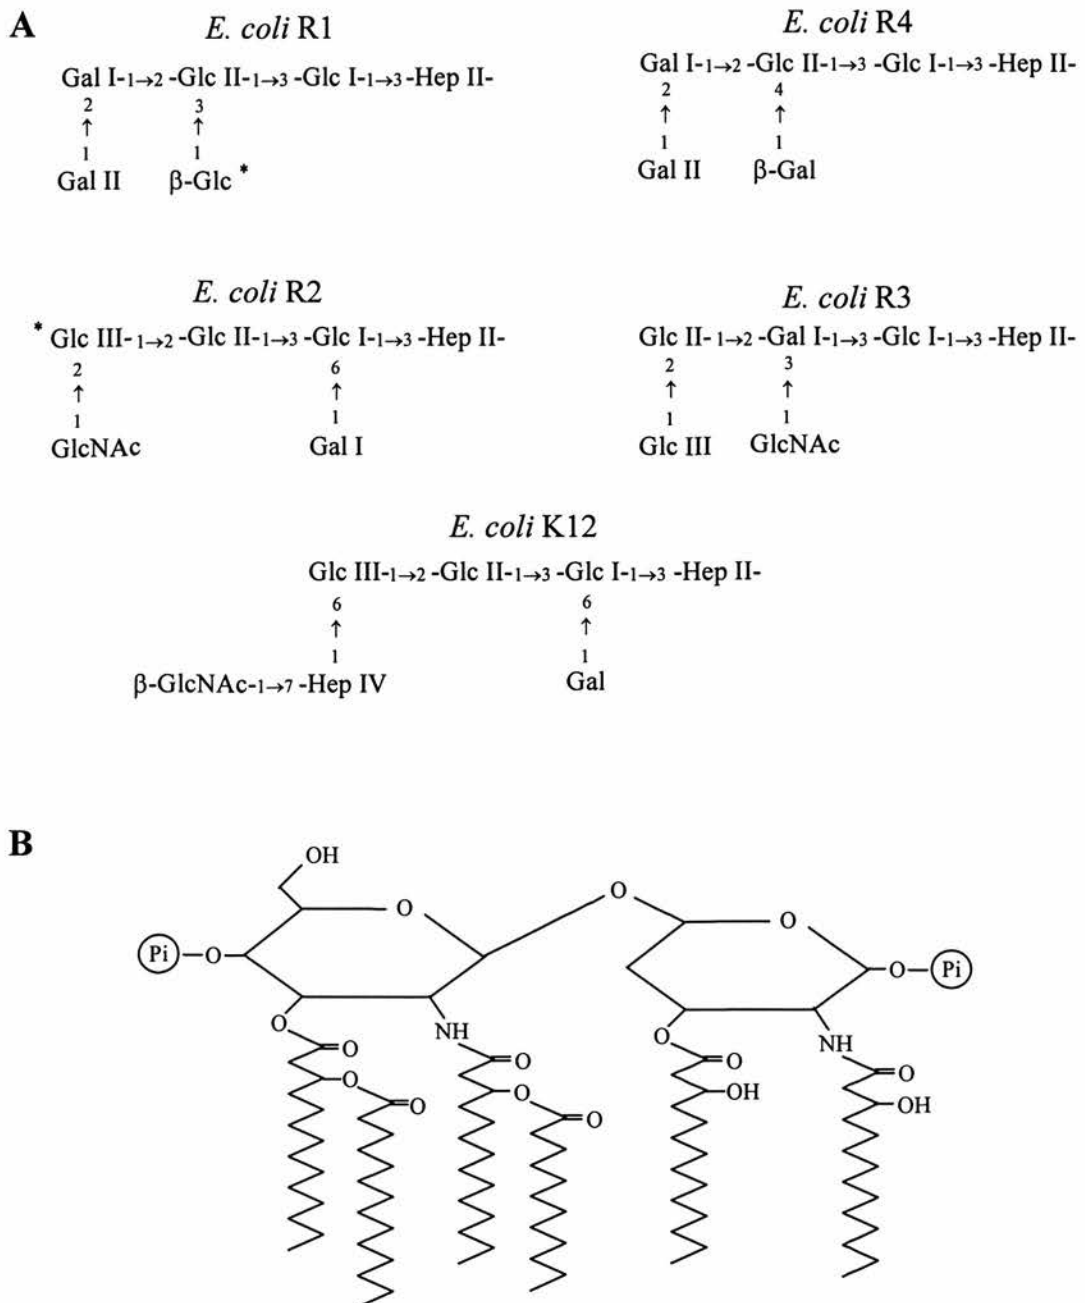 A
E. coli R1
Gal I-1→2 -Glc II-1→3 -Glc I-1→3 -Hep II-
2 3
↑ ↑
1 1
Gal II β-Glc *
E. coli R4
Gal I-1→2 -Glc II-1→3 -Glc I-1→3 -Hep II-
2 4
↑ ↑
1 1
Gal II β-Gal
E. coli R2
* Glc III- 1→2 -Glc II-1→3 -Glc I-1→3 -Hep II-
2 6
↑ ↑
1 1
GlcNAc Gal I
E. coli R3
Glc II- 1→2 -Gal I-1→3 -Glc I-1→3 -Hep II-
2 3
↑ ↑
1 1
Glc III GlcNAc
E. coli K12
Glc III-1→2 -Glc II-1→3 -Glc I-1→3 -Hep II-
6 6
↑ ↑
1 1
β-GlcNAc-1→7 -Hep IV Gal
B
OH
O O O
Pi O O Pi
O NH O NH
O O O O
O O OH OH
O O